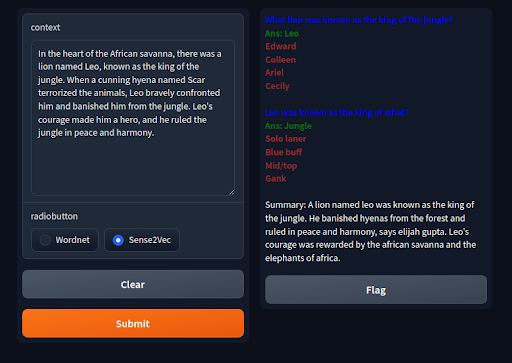 context
In the heart of the African savanna, there was a
lion named Leo, known as the king of the
jungle. When a cunning hyena named Scar
terrorized the animals, Leo bravely confronted
him and banished him from the jungle. Leo's
courage made him a hero, and he ruled the
jungle in peace and harmony.
radiobutton
Wordnet
Sense2Vec
Clear
Submit
What lion was known as the king of the jungle?
Ans: Leo
Edward
Colleen
Ariel
Cecily
Leo was known as the king of what?
Ans: Jungle
Solo laner
Blue buff
Mid/top
Gank
Summary: A lion named leo was known as the king of
the jungle. He banished hyenas from the forest and
ruled in peace and harmony, says elijah gupta. Leo's
courage was rewarded by the african savanna and the
elephants of africa.
Flag